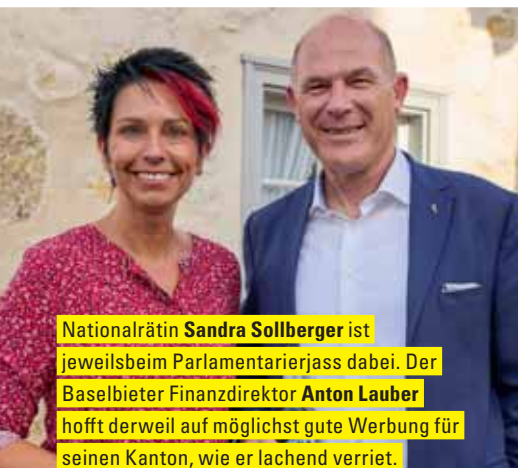 Nationalrätin Sandra Sollberger ist
jeweilsbeim Parlamentarierjass dabei. Der
Baselbieter Finanzdirektor Anton Lauber
hofft derweil auf möglichst gute Werbung für
seinen Kanton, wie er lachend verriet.